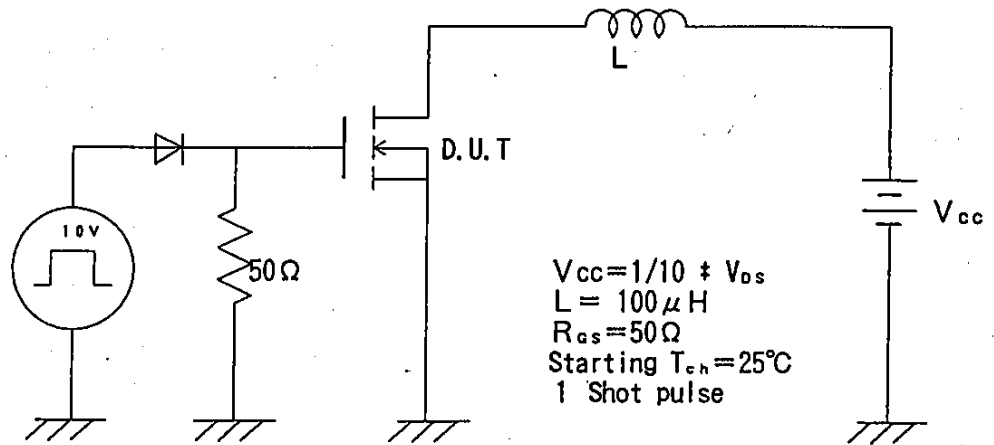 L
D.U.T
10V
50Ω
Vcc
Vcc=1/10 * VDS
L= 100μH
RGS=50Ω
Starting Tch=25℃
1 Shot pulse